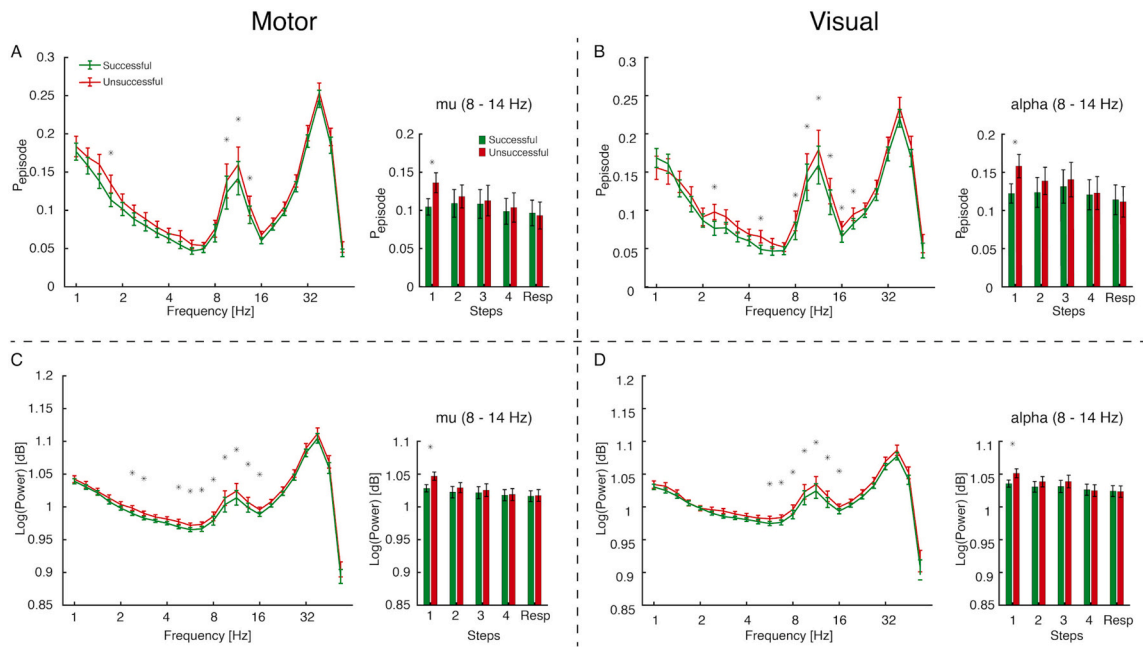 Motor
Visual
A
0.3
0.25
0.2
0.15
0.1
0.05
0
P episode
Successful
Unsuccessful
*
*
*
*
1 2 4 8 16 32
Frequency [Hz]
mu (8 - 14 Hz)
0.2
0.15
0.1
0.05
0
P episode
Successful
Unsuccessful
*
1 2 3 4 Resp
Steps
B
0.3
0.25
0.2
0.15
0.1
0.05
0
P episode
*
*
*
*
*
*
*
*
1 2 4 8 16 32
Frequency [Hz]
alpha (8 - 14 Hz)
0.2
0.15
0.1
0.05
0
P episode
Successful
Unsuccessful
*
1 2 3 4 Resp
Steps
C
1.2
1.15
1.1
1.05
1
0.95
0.9
0.85
Log(Power) [dB]
* * * * * * * * * *
1 2 4 8 16 32
Frequency [Hz]
mu (8 - 14 Hz)
1.1
1.05
1
0.95
0.9
0.85
Log(Power) [dB]
*
1 2 3 4 Resp
Steps
D
1.2
1.15
1.1
1.05
1
0.95
0.9
0.85
Log(Power) [dB]
* * * * * * *
1 2 4 8 16 32
Frequency [Hz]
alpha (8 - 14 Hz)
1.1
1.05
1
0.95
0.9
0.85
Log(Power) [dB]
*
1 2 3 4 Resp
Steps